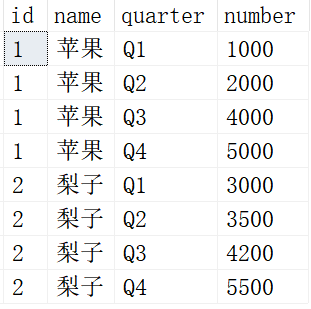 id name quarter number
1 苹果 Q1 1000
1 苹果 Q2 2000
1 苹果 Q3 4000
1 苹果 Q4 5000
2 梨子 Q1 3000
2 梨子 Q2 3500
2 梨子 Q3 4200
2 梨子 Q4 5500